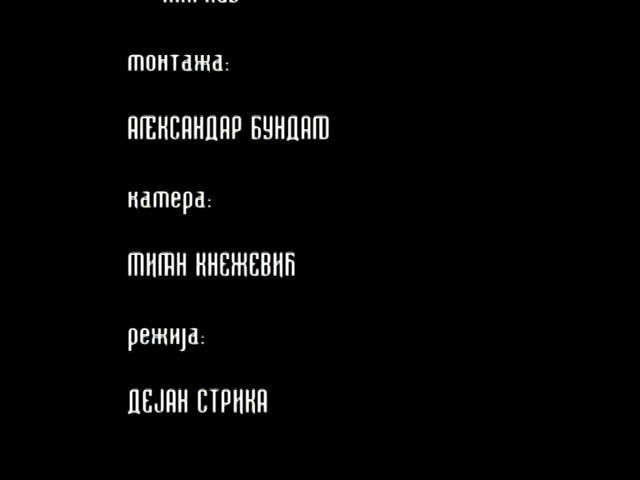 монтажа:
АЛЕКСАНДАР БУНДАЛО
камера:
МИЛАН КНЕЖЕВИЋ
режија:
ДЕЈАН СТРИКА